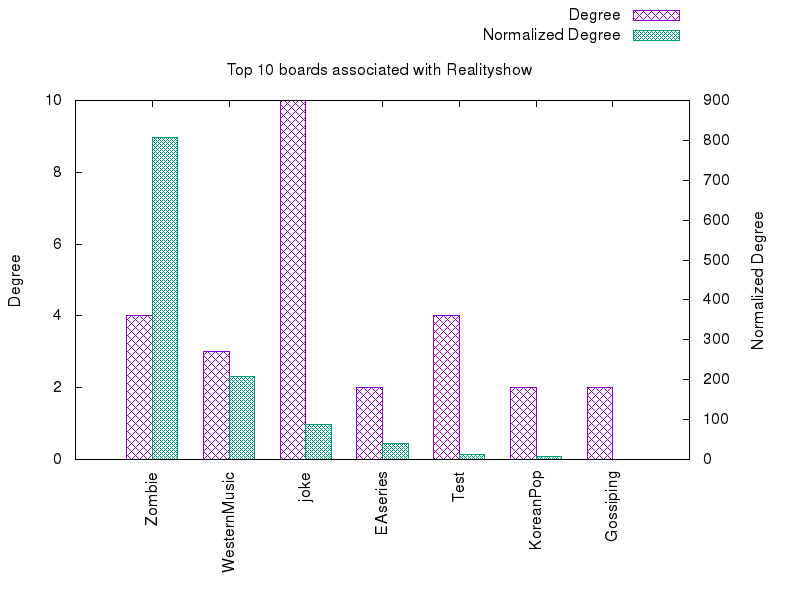 Degree
Normalized Degree
Top 10 boards associated with Realityshow
10
8
6
4
2
0
Degree
900
800
700
600
500
400
300
200
100
0
Normalized Degree
Zombie
WesternMusic
joke
EAseries
Test
KoreanPop
Gossiping